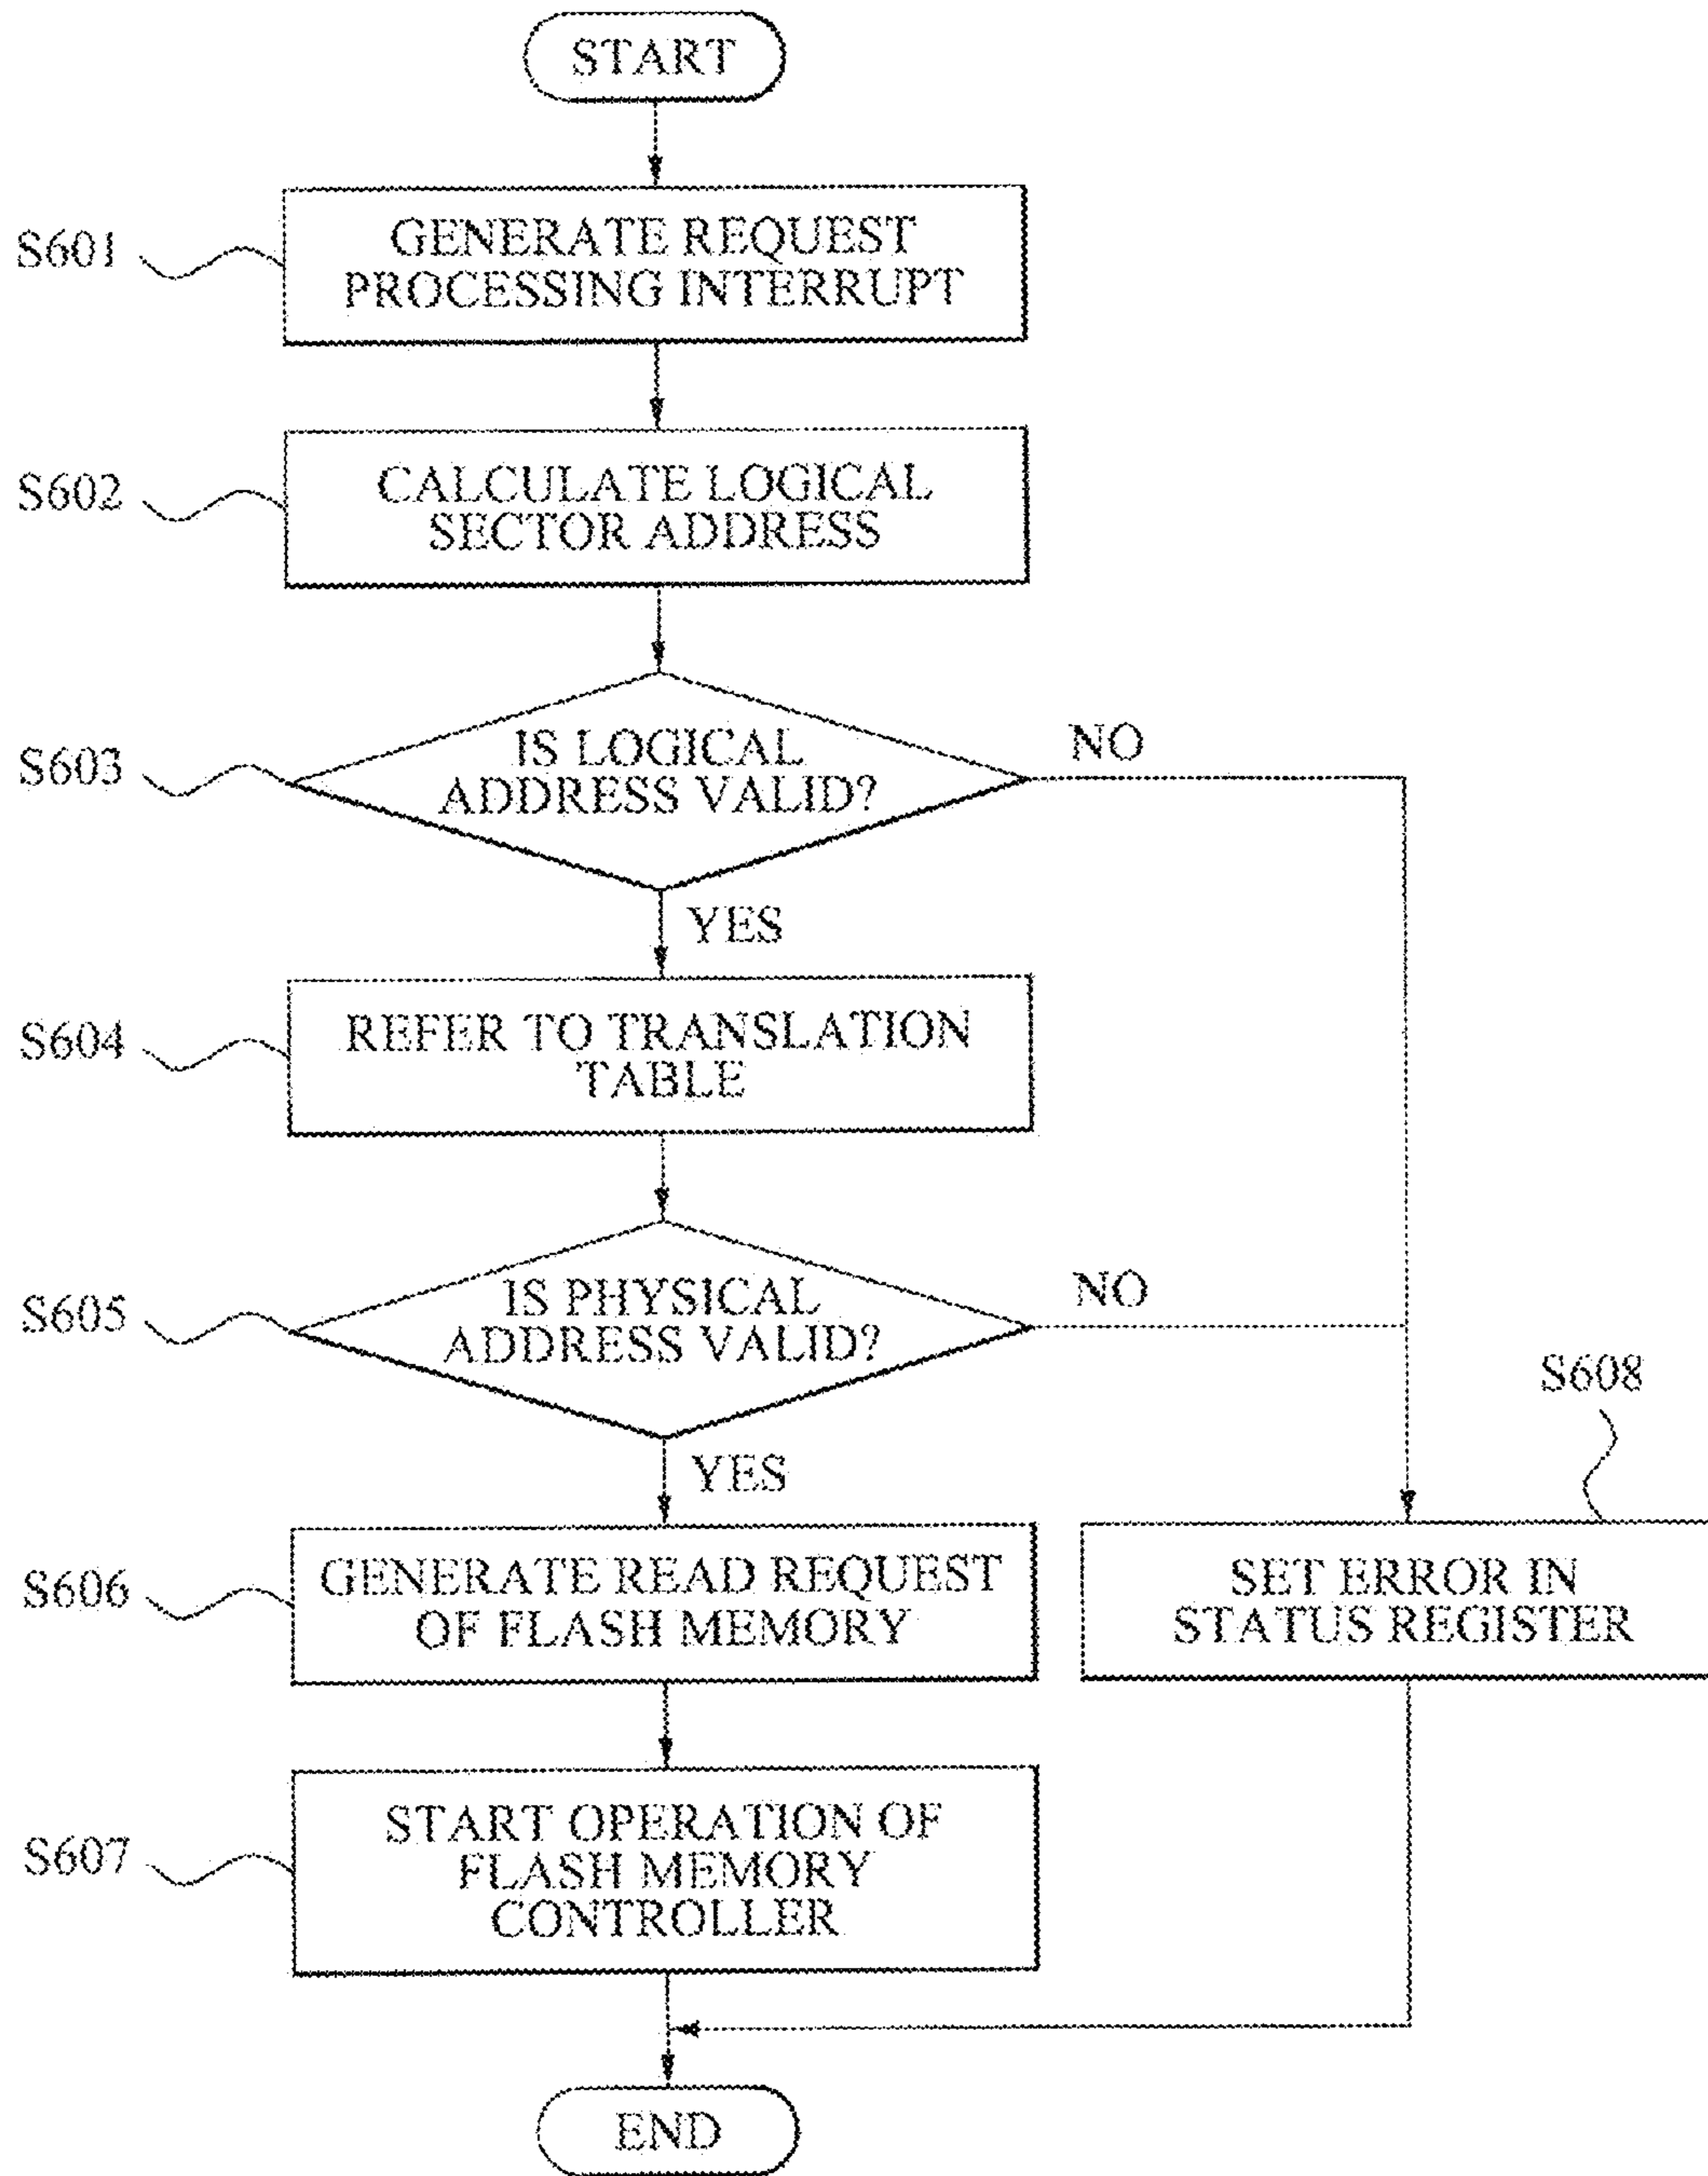 START
S601
GENERATE REQUEST
PROCESSING INTERRUPT
S602
CALCULATE LOGICAL
SECTOR ADDRESS
S603
IS LOGICAL
ADDRESS VALID?
NO
YES
S604
REFER TO TRANSLATION
TABLE
S605
IS PHYSICAL
ADDRESS VALID?
NO
YES
S606
GENERATE READ REQUEST
OF FLASH MEMORY
S608
SET ERROR IN
STATUS REGISTER
S607
START OPERATION OF
FLASH MEMORY
CONTROLLER
END